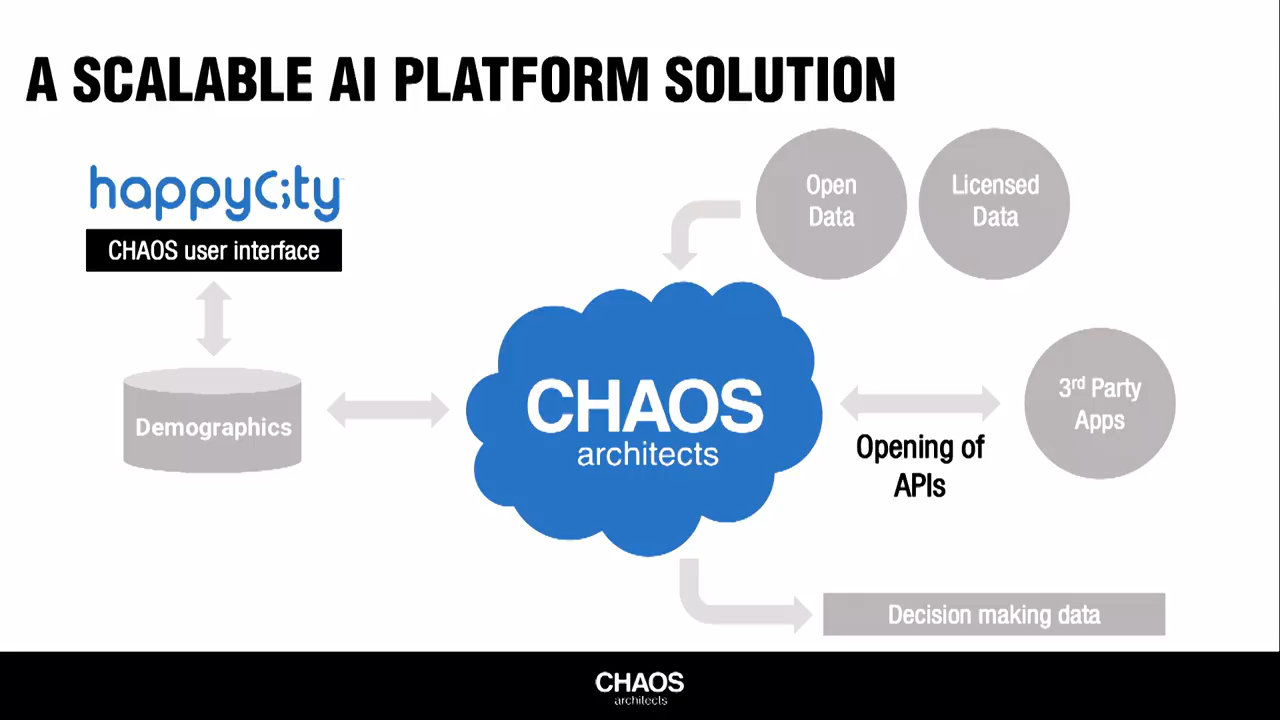 A SCALABLE AI PLATFORM SOLUTION
happyCity
CHAOS user interface
Demographics
CHAOS
architects
Open
Data
Licensed
Data
3rd Party
Apps
Opening of
APIs
Decision making data
CHAOS
architects